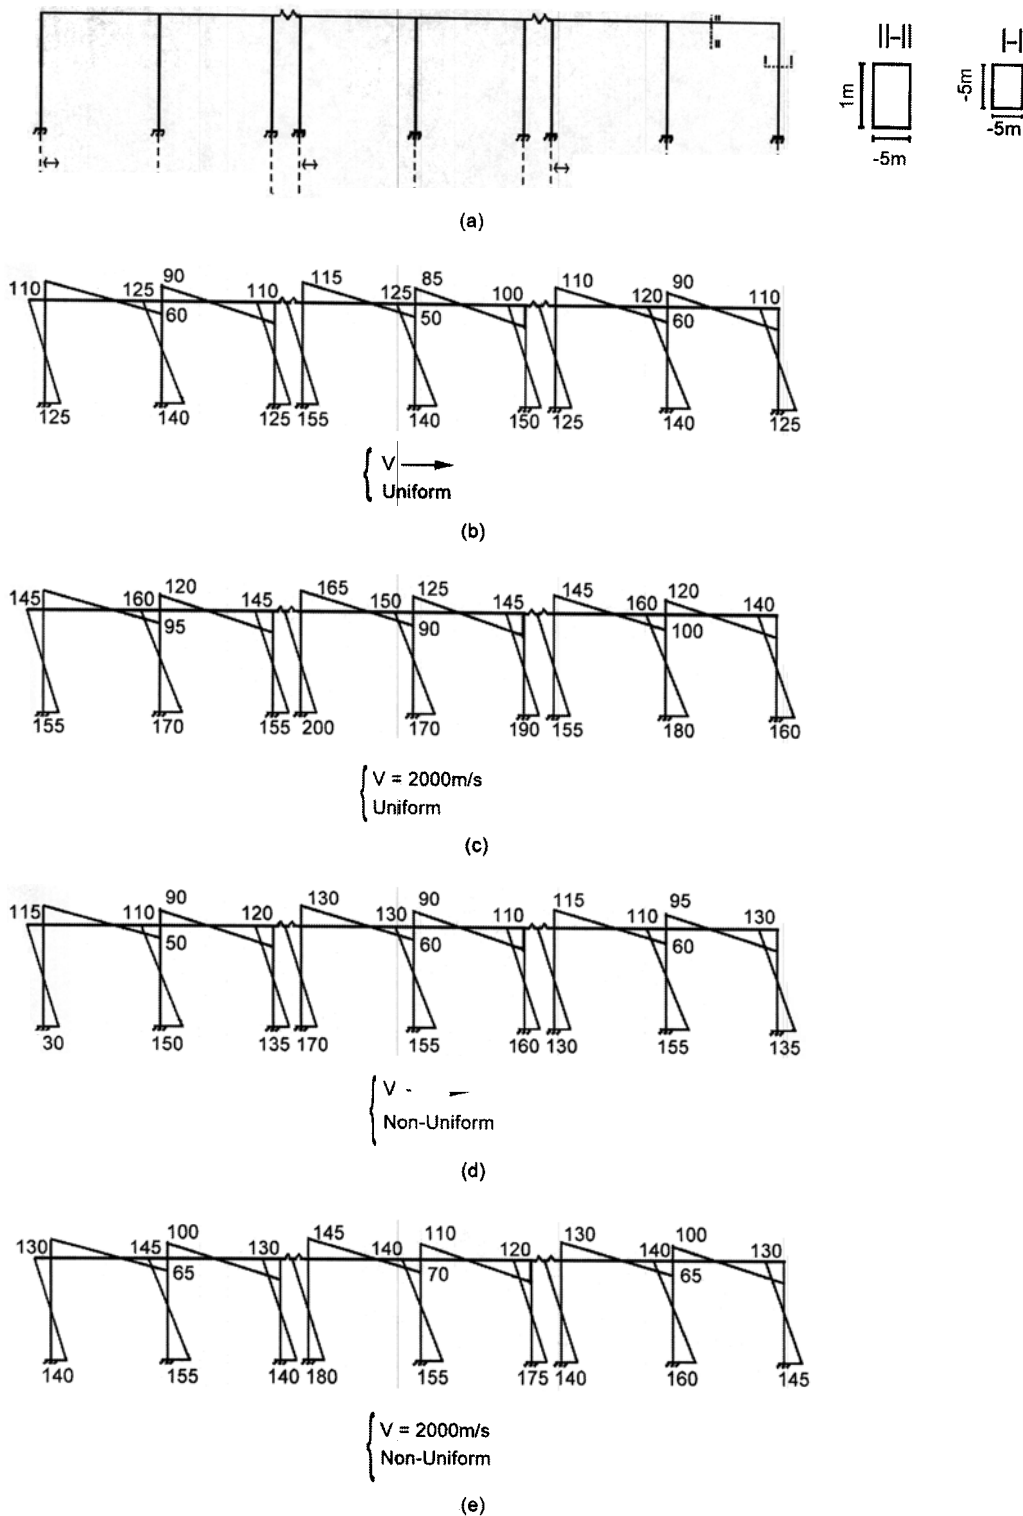 1m
-5m
-5m
-5m
(a)
110 125 90 60 110 115 125 85 50 100 110 120 90 60 110
125 140 125 155 140 150 125 140 125
V
Uniform
(b)
145 160 120 95 145 165 150 125 90 145 145 160 120 100 140
155 170 155 200 170 190 155 180 160
V = 2000m/s
Uniform
(c)
115 110 90 50 120 130 130 90 60 110 115 110 95 60 130
30 150 135 170 155 160 130 155 135
V
Non-Uniform
(d)
130 145 100 65 130 145 140 110 70 120 130 140 100 65 130
140 155 140 180 155 175 140 160 145
V = 2000m/s
Non-Uniform
(e)